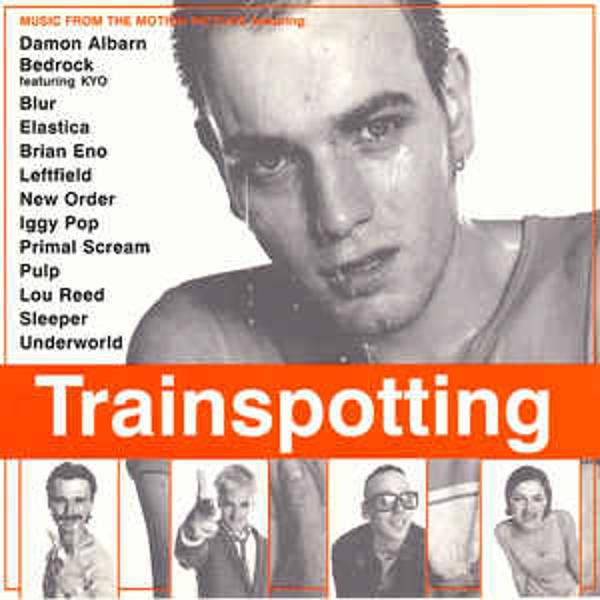 MUSIC FROM THE MOTION PICTURE featuring:
Damon Albarn
Bedrock
featuring KYO
Blur
Elastica
Brian Eno
Leftfield
New Order
Iggy Pop
Primal Scream
Pulp
Lou Reed
Sleeper
Underworld
Trainspotting